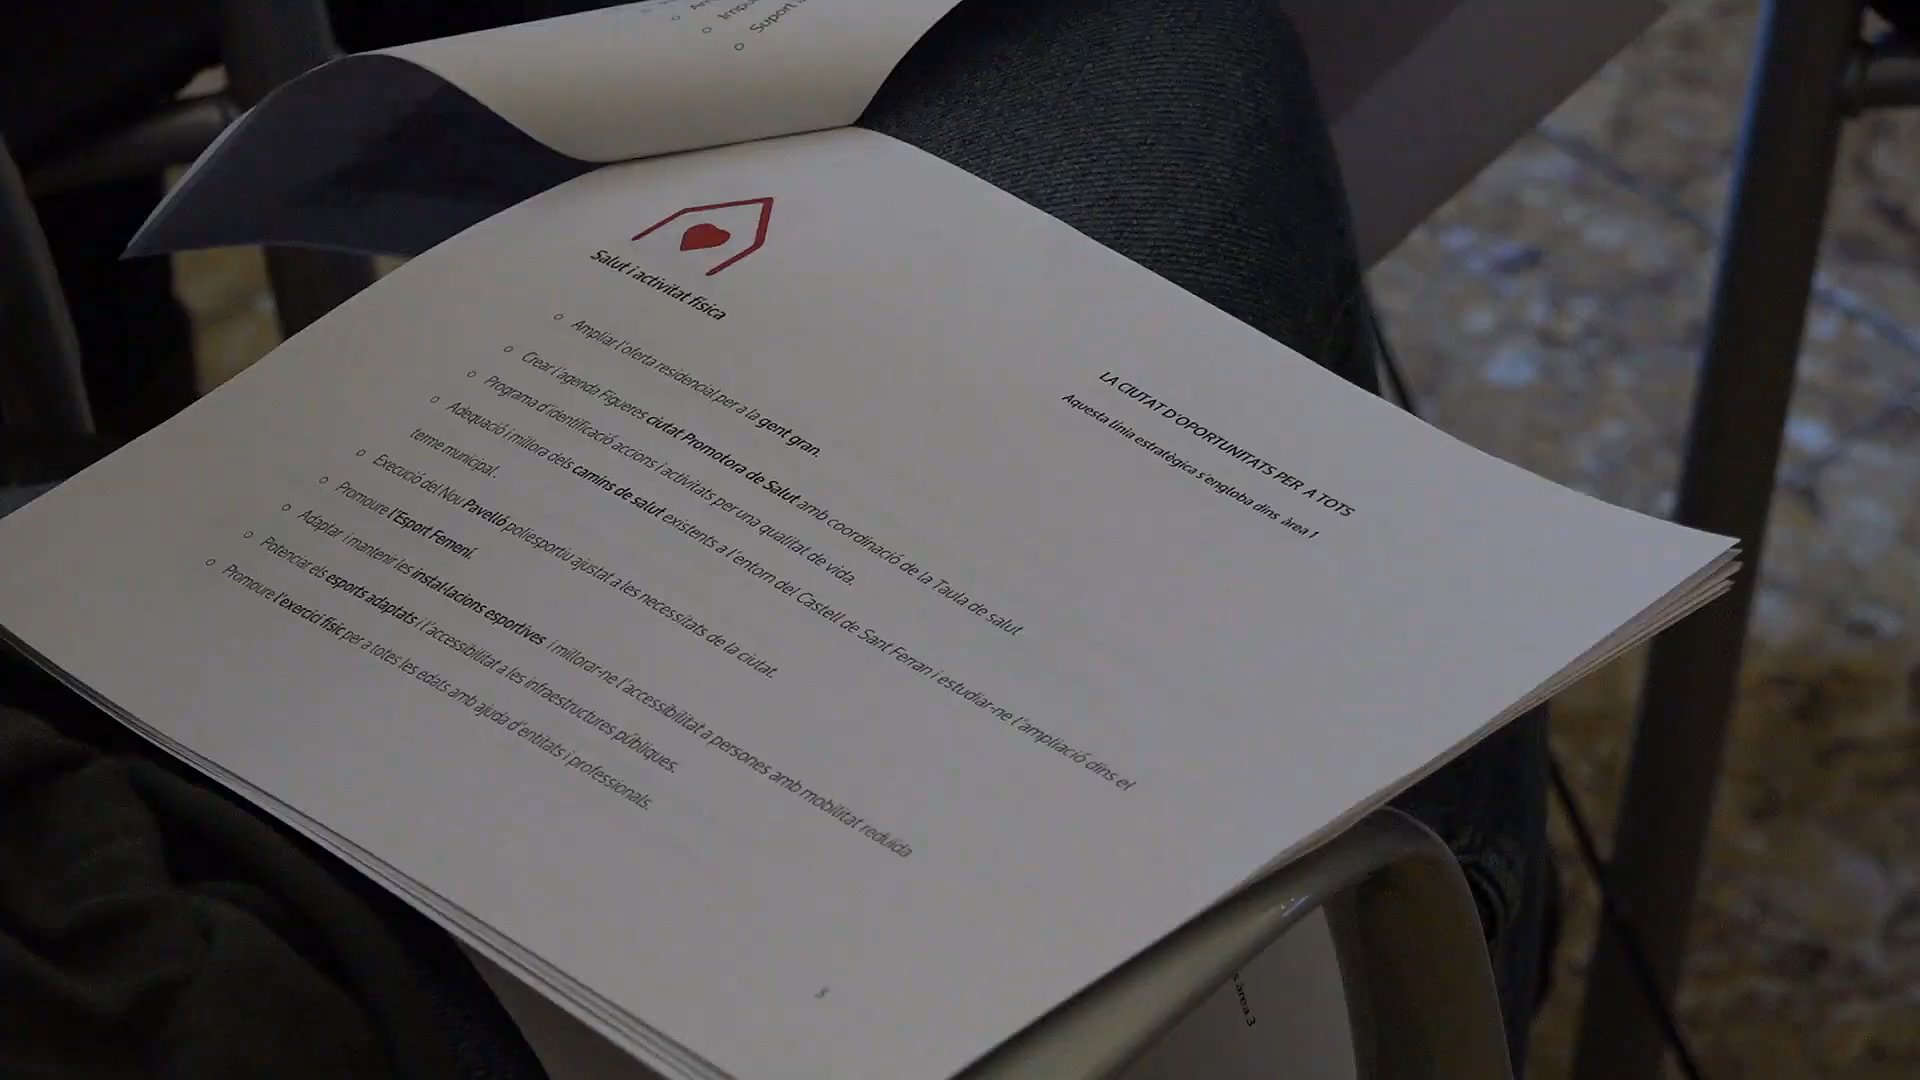 Suport
LA CIUTAT D'OPORTUNITATS PER A TOTS
Aquesta línia estratègica s'engloba dins àrea 1
Salut i activitat física
o Ampliar l'oferta residencial per a la gent gran.
o Crear l'agenda Figueres ciutat Promotora de Salut amb coordinació de la Taula de salut
o Programa d'identificació accions i activitats per una qualitat de vida.
o Adequació i millora dels camins de salut existents a l'entorn del Castell de Sant Ferran i estudiar-ne l'ampliació dins el
terme municipal.
o Execució del Nou Pavelló poliesportiu ajustat a les necessitats de la ciutat.
o Promoure l'Esport Femení.
o Adaptar i mantenir les instal·lacions esportives i millorar-ne l'accessibilitat a persones amb mobilitat reduïda
o Potenciar els esports adaptats i l'accessibilitat a les infraestructures públiques.
o Promoure l'exercici físic per a totes les edats amb ajuda d'entitats i professionals.
5
àrea 3